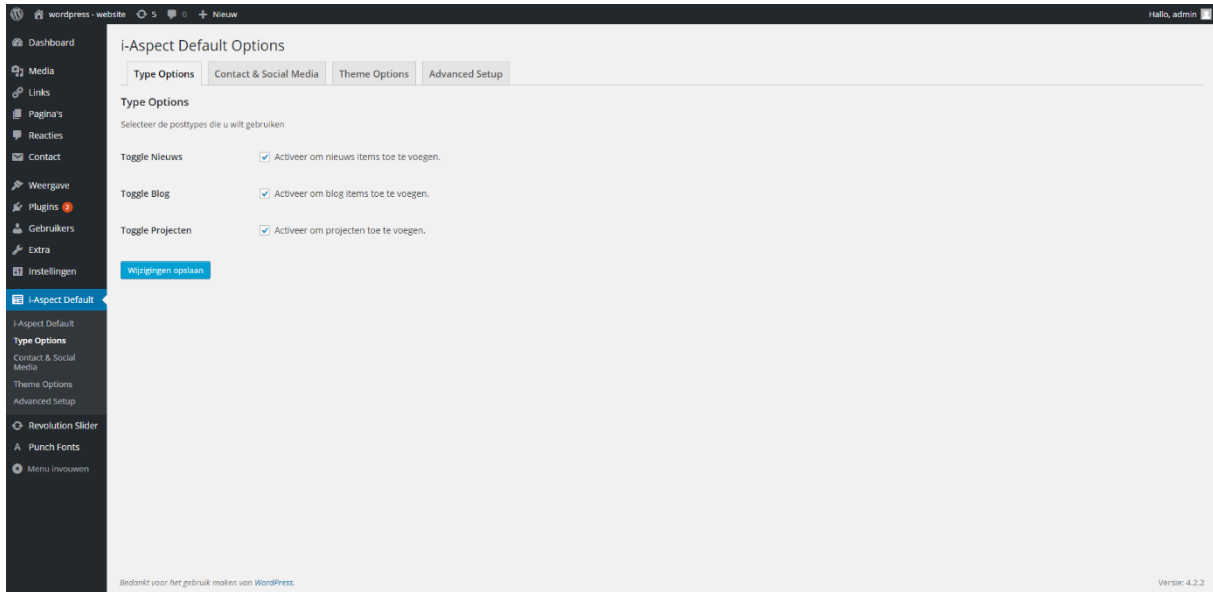 wordpress - website 5 0 + Nieuw Hallo, admin
Dashboard
Media
Links
Pagina's
Reacties
Contact
Weergave
Plugins 2
Gebruikers
Extra
Instellingen
i-Aspect Default
i-Aspect Default
Type Options
Contact & Social
Media
Theme Options
Advanced Setup
Revolution Slider
A Punch Fonts
Menu invouwen
i-Aspect Default Options
Type Options Contact & Social Media Theme Options Advanced Setup
Type Options
Selecteer de posttypes die u wilt gebruiken
Toggle Nieuws Activeer om nieuws items toe te voegen.
Toggle Blog Activeer om blog items toe te voegen.
Toggle Projecten Activeer om projecten toe te voegen.
Wijzigingen opslaan
Bedankt voor het gebruik maken van WordPress. Versie: 4.2.2